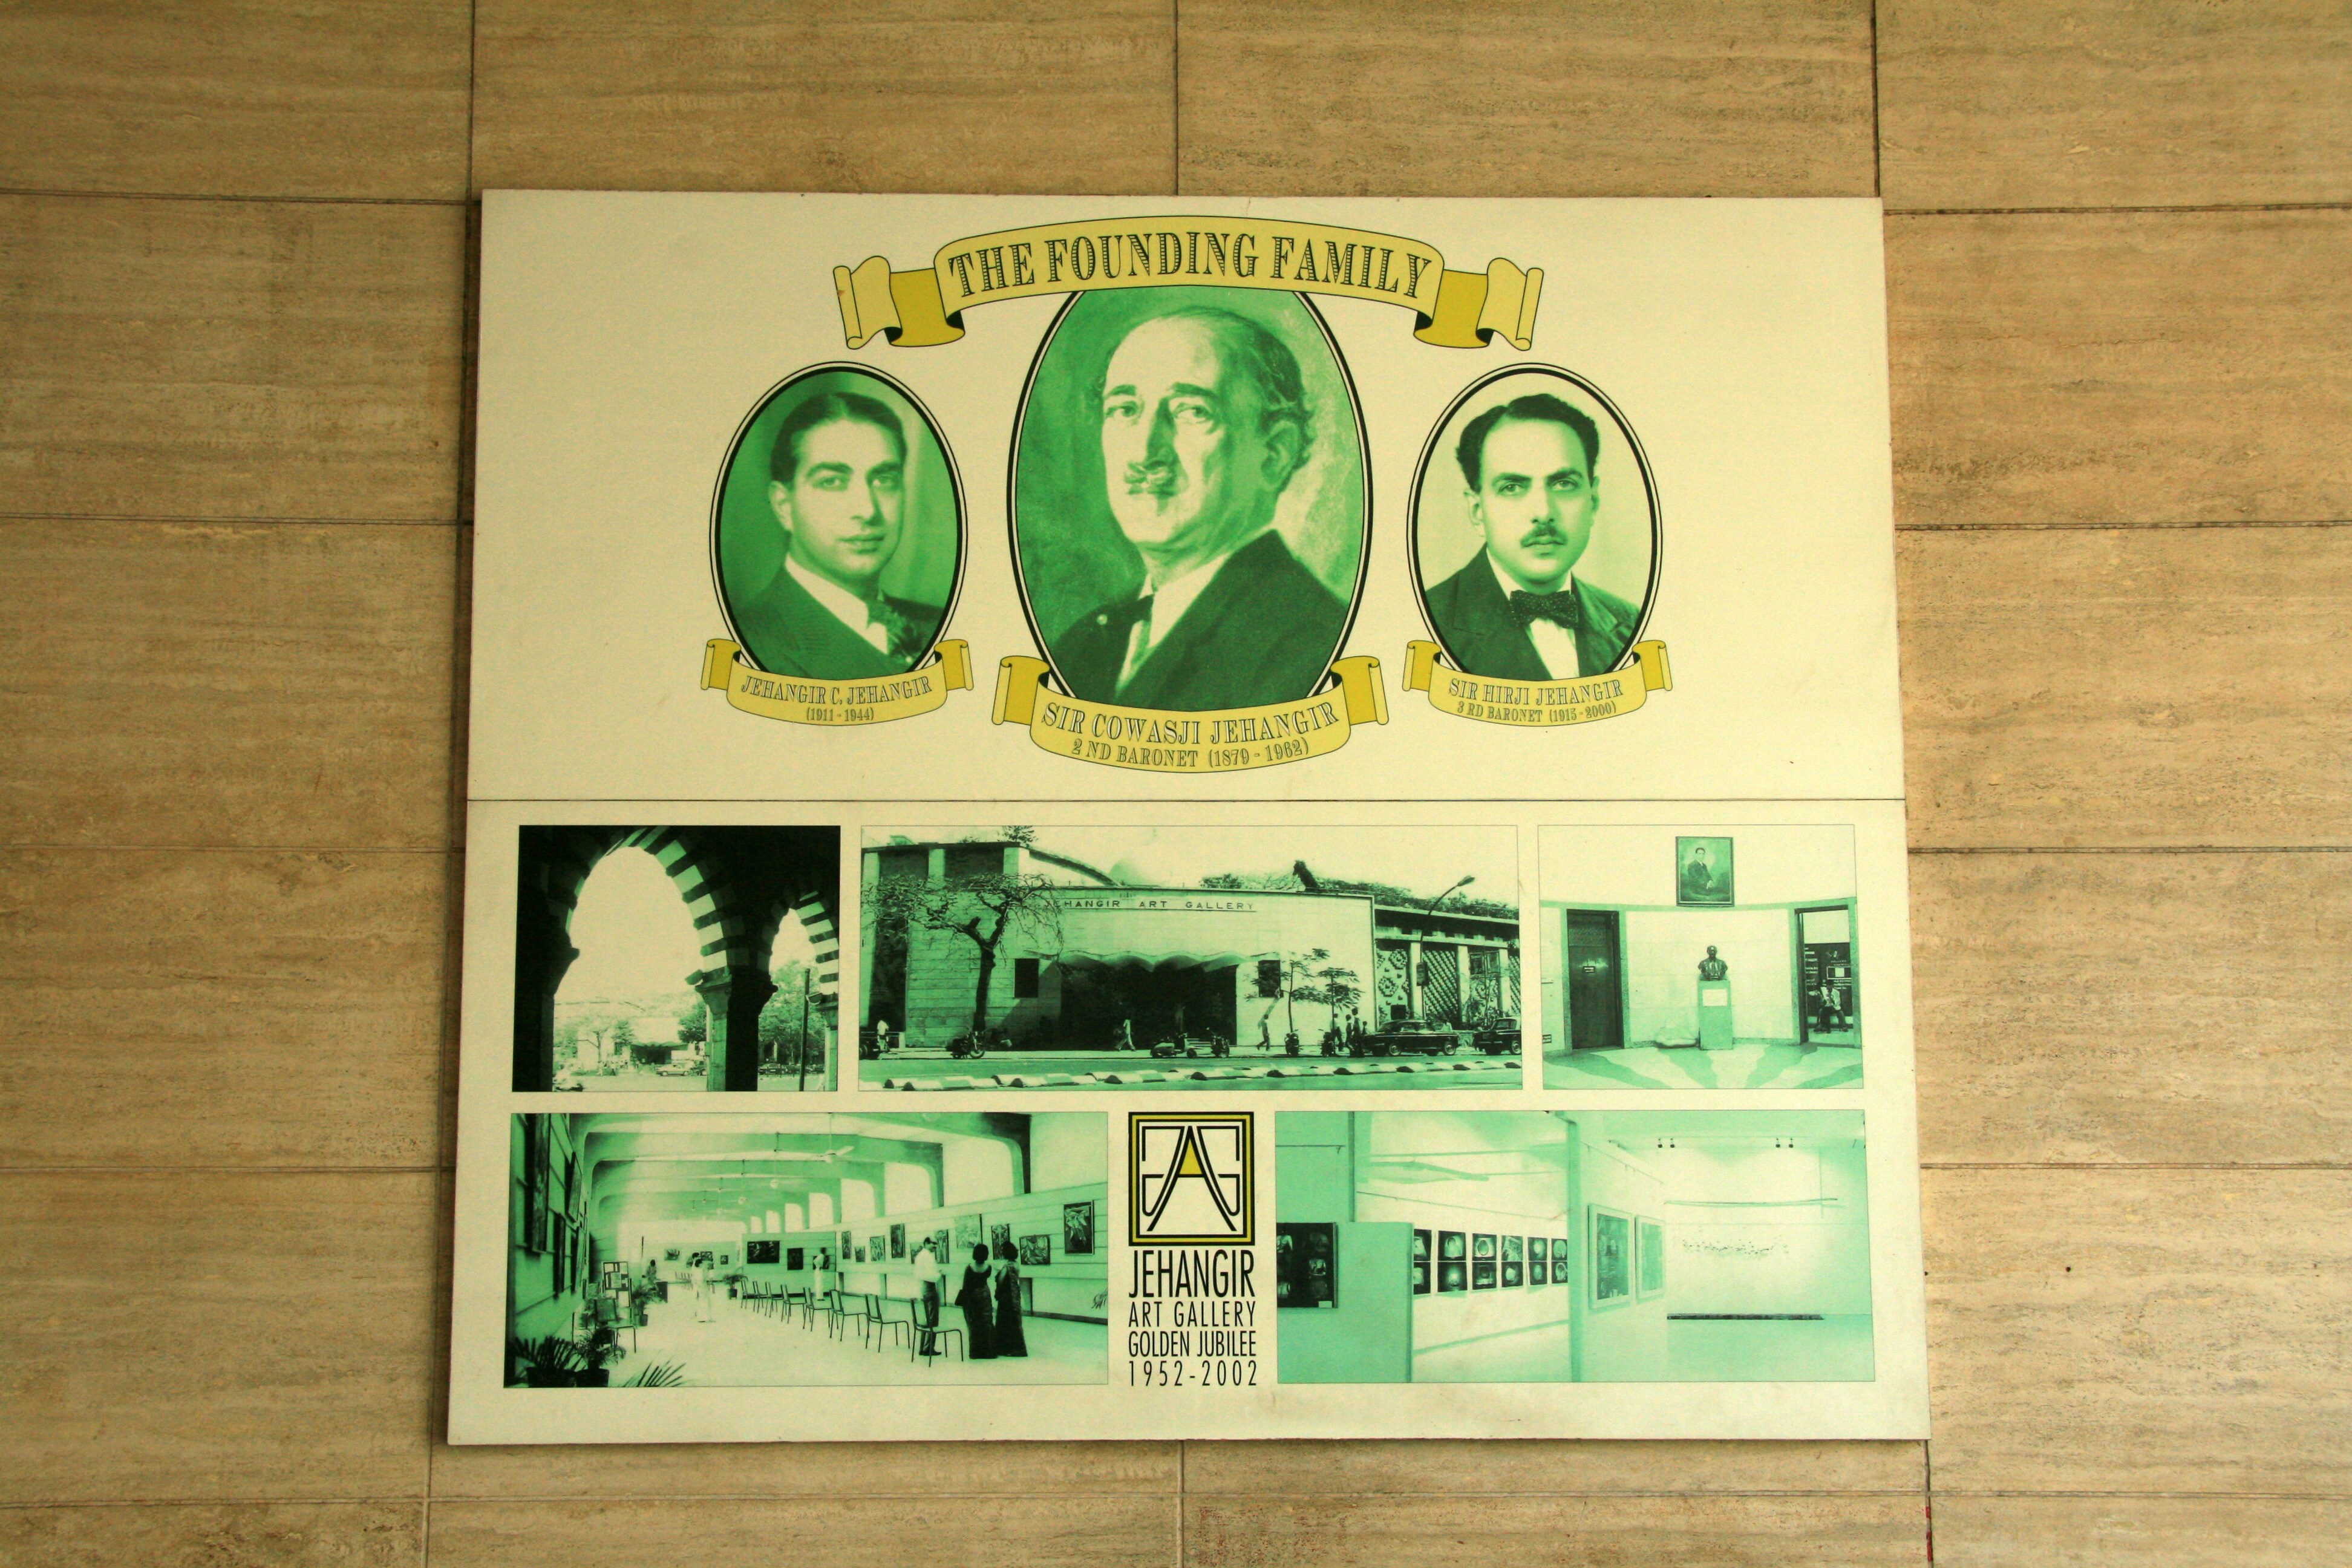 THE FOUNDING FAMILY
JEHANGIR C. JEHANGIR
(1911 - 1944)
SIR COWASJI JEHANGIR
2 ND BARONET (1879 - 1962)
SIR HIRJI JEHANGIR
3 RD BARONET (1915 - 2000)
JEHANGIR ART GALLERY
JEHANGIR
ART GALLERY
GOLDEN JUBILEE
1952-2002